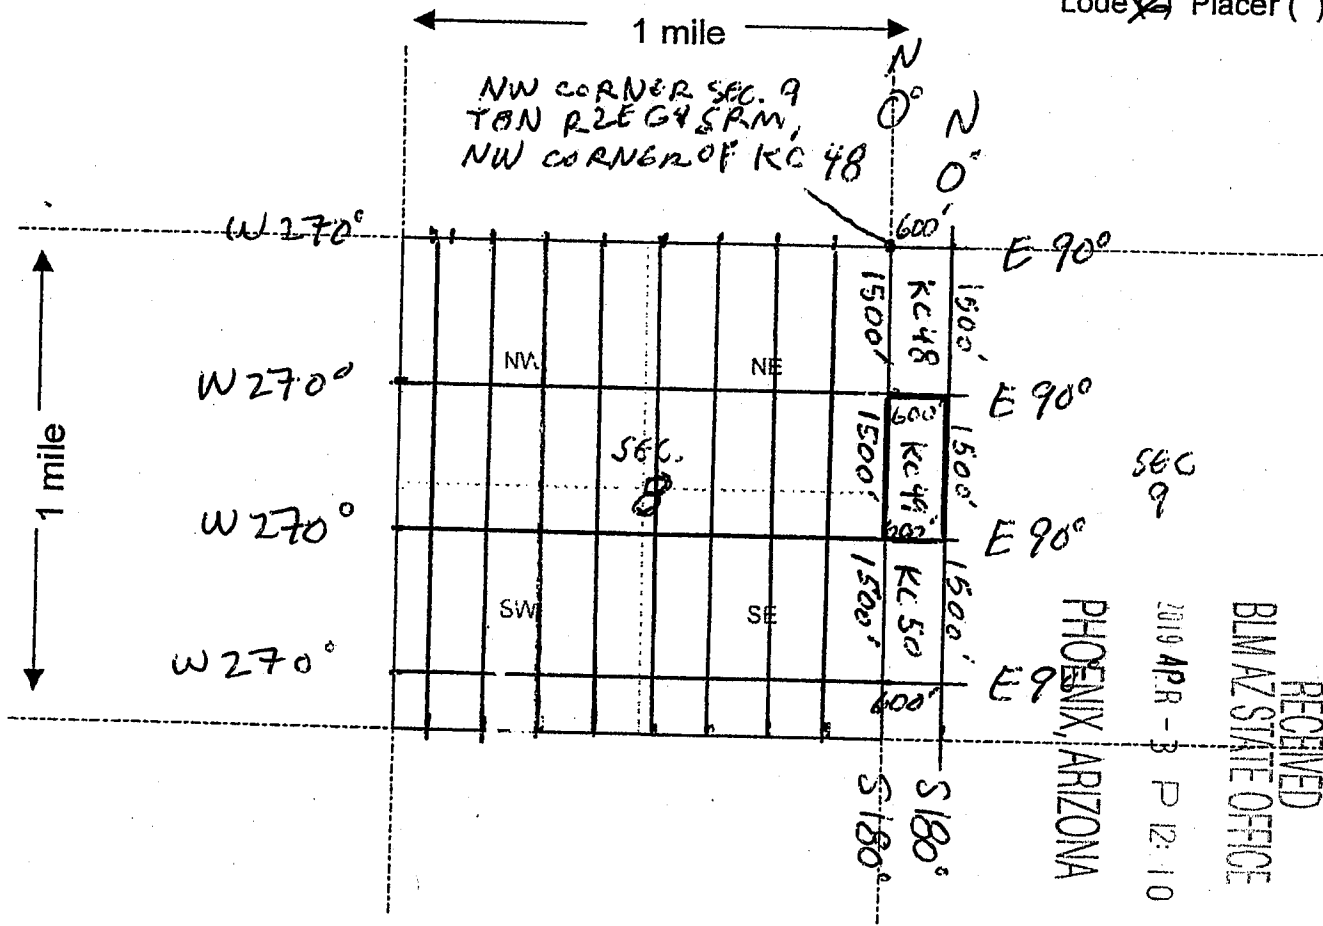 Lode (X) Placer ( )
1 mile
N
0°
N
0°
NW CORNER SEC. 9
T8N R2E G&SRM,
NW CORNER OF KC 48
W 270°
600'
E 90°
1500'
KC 48
1500'
NW
NE
W 270°
E 90°
600'
1 mile
1500'
KC 49
1500'
SEC.
8
SEC
9
W 270°
600'
E 90°
1500'
KC 50
1500'
SW
SE
W 270°
600'
E 90
S 180°
S 180°
RECEIVED
BLM AZ STATE OFFICE
2019 APR - 3 P 12: 10
PHOENIX, ARIZONA